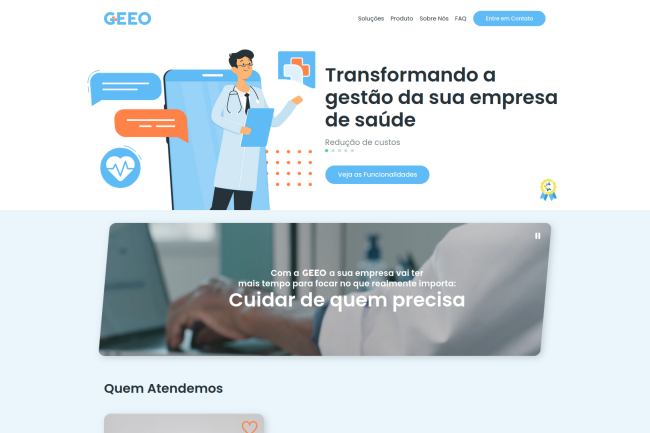 GEEO
Soluções Produto Sobre Nós FAQ Entre em Contato
Transformando a
gestão da sua empresa
de saúde
Redução de custos
Veja as Funcionalidades
Com a GEEO a sua empresa vai ter
mais tempo para focar no que realmente importa:
Cuidar de quem precisa
Quem Atendemos